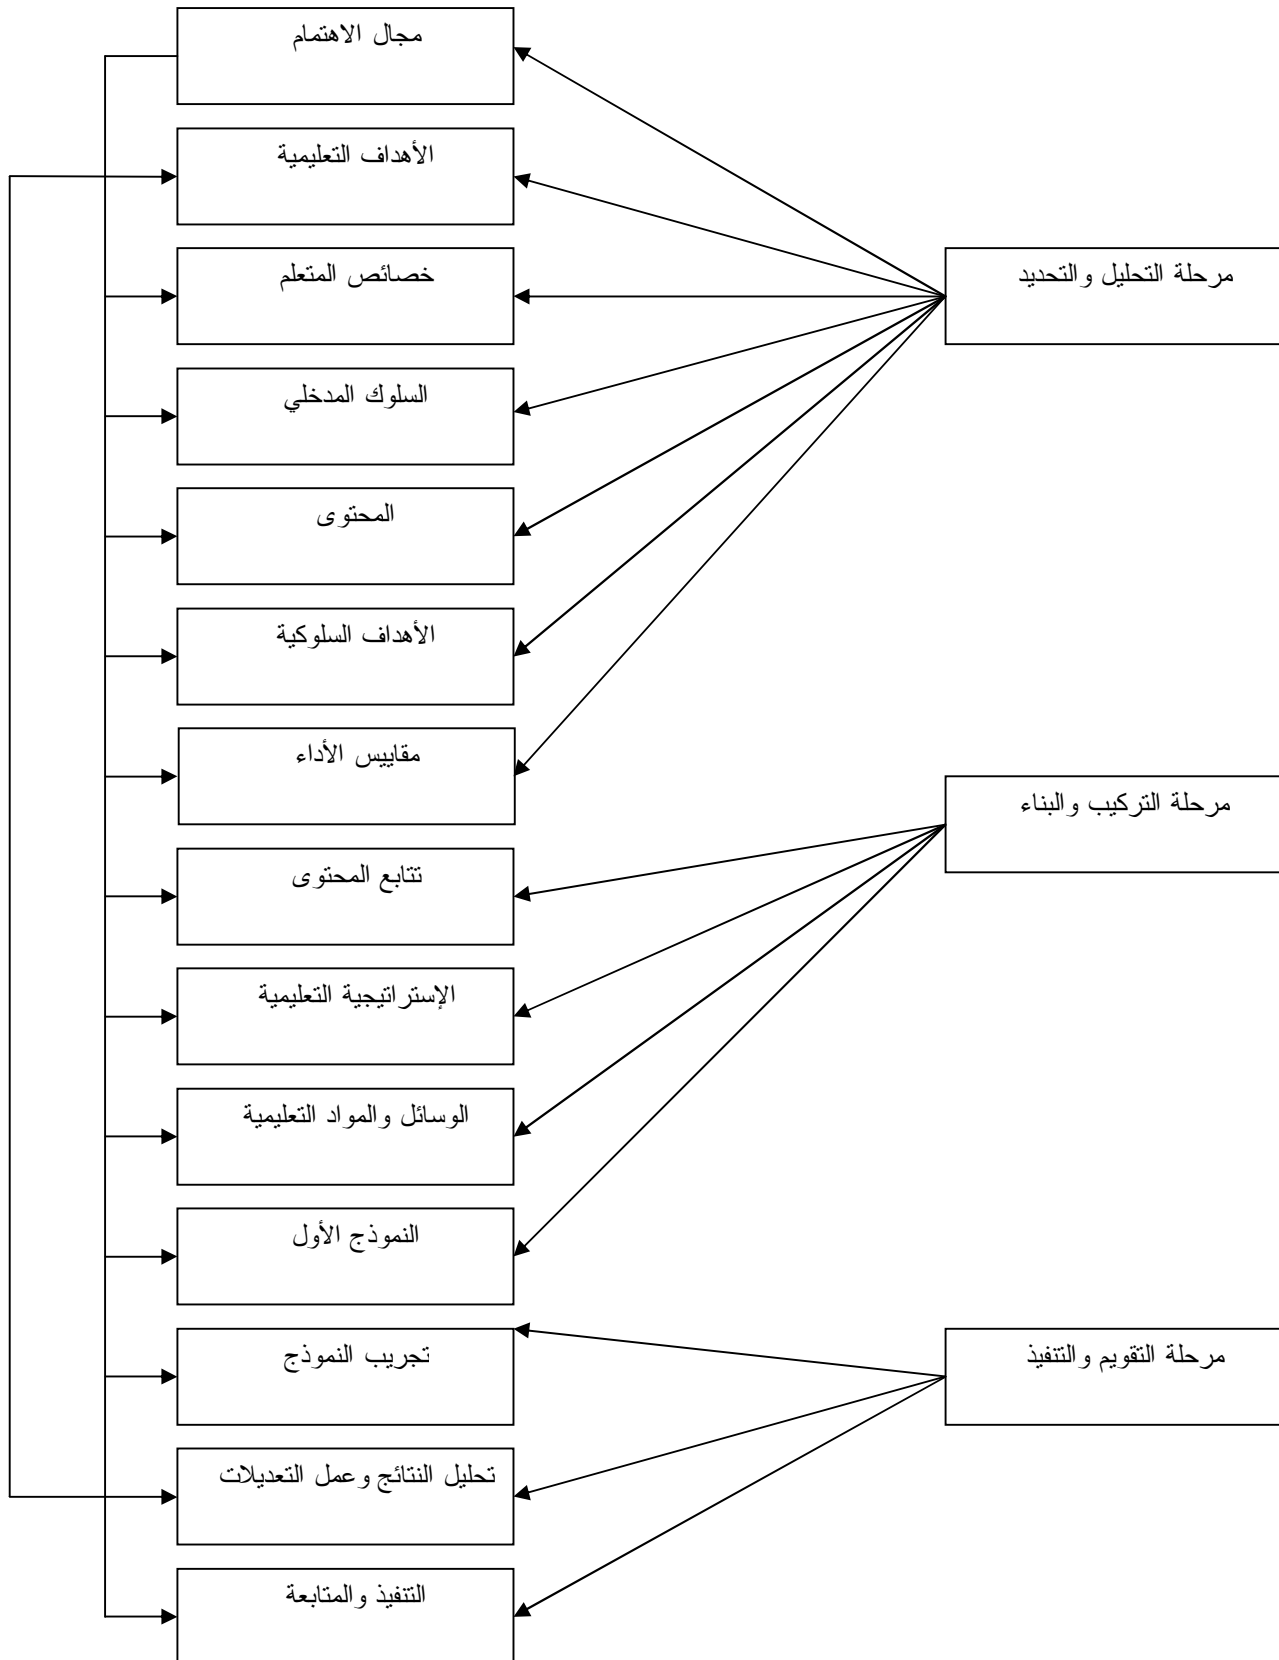 مجال الاهتمام
الأهداف التعليمية
مرحلة التحليل والتحديد
خصائص المتعلم
السلوك المدخلي
المحتوى
الأهداف السلوكية
مقاييس الأداء
مرحلة التركيب والبناء
تتابع المحتوى
الإستراتيجية التعليمية
الوسائل والمواد التعليمية
النموذج الأول
مرحلة التقويم والتنفيذ
تجريب النموذج
تحليل النتائج وعمل التعديلات
التنفيذ والمتابعة